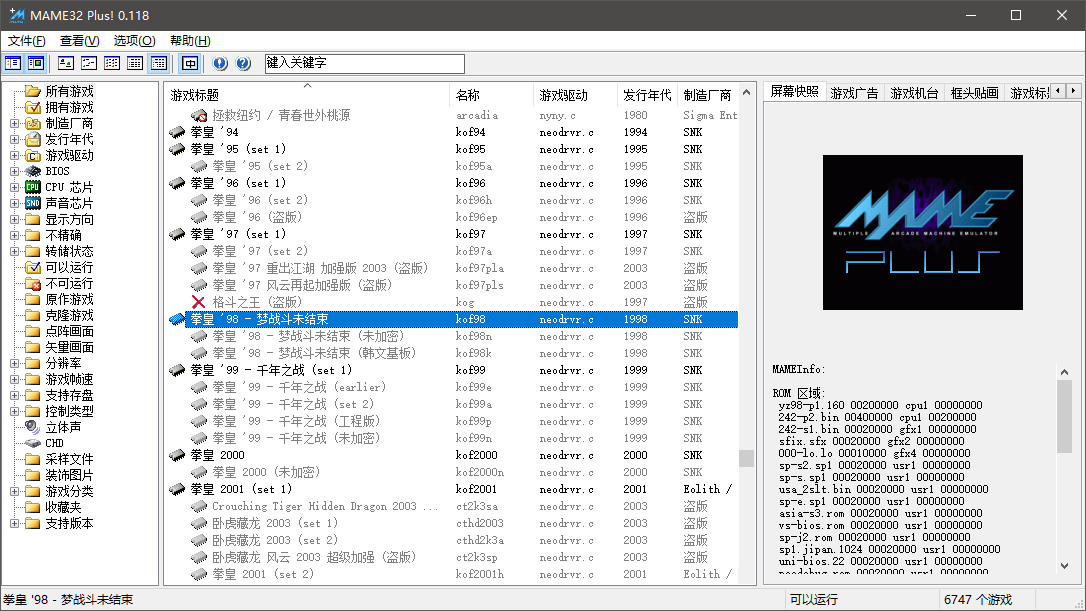 MAME32 Plus! 0.118
文件(F) 查看(V) 选项(O) 帮助(H)
键入关键字
所有游戏
拥有游戏
制造厂商
发行年代
游戏驱动
BIOS
CPU 芯片
声音芯片
显示方向
不精确
转储状态
可以运行
不可运行
原作游戏
克隆游戏
点阵画面
矢量画面
分辨率
游戏帧速
支持存盘
控制类型
立体声
CHD
采样文件
装饰图片
游戏分类
收藏夹
支持版本
游戏标题 名称 游戏驱动 发行年代 制造厂商
拯救纽约 / 青春世外桃源 arcadia nyny.c 1980 Sigma Ent
拳皇 '94 kof94 neodrvr.c 1994 SNK
拳皇 '95 (set 1) kof95 neodrvr.c 1995 SNK
拳皇 '95 (set 2) kof95a neodrvr.c 1995 SNK
拳皇 '96 (set 1) kof96 neodrvr.c 1996 SNK
拳皇 '96 (set 2) kof96h neodrvr.c 1996 SNK
拳皇 '96 (盗版) kof96ep neodrvr.c 1996 盗版
拳皇 '97 (set 1) kof97 neodrvr.c 1997 SNK
拳皇 '97 (set 2) kof97a neodrvr.c 1997 SNK
拳皇 '97 重出江湖 加强版 2003 (盗版) kof97pla neodrvr.c 2003 盗版
拳皇 '97 风云再起加强版 (盗版) kof97pls neodrvr.c 2003 盗版
格斗之王 (盗版) kog neodrvr.c 1997 盗版
拳皇 '98 - 梦战斗未结束 kof98 neodrvr.c 1998 SNK
拳皇 '98 - 梦战斗未结束 (未加密) kof98n neodrvr.c 1998 SNK
拳皇 '98 - 梦战斗未结束 (韩文基板) kof98k neodrvr.c 1998 SNK
拳皇 '99 - 千年之战 (set 1) kof99 neodrvr.c 1999 SNK
拳皇 '99 - 千年之战 (earlier) kof99e neodrvr.c 1999 SNK
拳皇 '99 - 千年之战 (set 2) kof99a neodrvr.c 1999 SNK
拳皇 '99 - 千年之战 (工程版) kof99p neodrvr.c 1999 SNK
拳皇 '99 - 千年之战 (未加密) kof99n neodrvr.c 1999 SNK
拳皇 2000 kof2000 neodrvr.c 2000 SNK
拳皇 2000 (未加密) kof2000n neodrvr.c 2000 SNK
拳皇 2001 (set 1) kof2001 neodrvr.c 2001 Eolith /
Crouching Tiger Hidden Dragon 2003 ... ct2k3sa neodrvr.c 2003 盗版
卧虎藏龙 2003 (set 1) cthd2003 neodrvr.c 2003 盗版
卧虎藏龙 2003 (set 2) cthd2k3a neodrvr.c 2003 盗版
卧虎藏龙 风云 2003 超级加强 (盗版) ct2k3sp neodrvr.c 2003 盗版
拳皇 2001 (set 2) kof2001h neodrvr.c 2001 Eolith /
屏幕快照 游戏广告 游戏机台 框头贴画 游戏标
MAME
MULTIPLE ARCADE MACHINE EMULATOR
PLUS
MAMEInfo:
ROM 区域:
yz98-p1.160 00200000 cpu1 00000000
242-p2.bin 00400000 cpu1 00200000
242-s1.bin 00020000 gfx1 00000000
sfix.sfx 00020000 gfx2 00000000
000-lo.lo 00010000 gfx4 00000000
sp-s2.sp1 00020000 usr1 00000000
sp-s.sp1 00020000 usr1 00000000
usa_2slt.bin 00020000 usr1 00000000
sp-e.sp1 00020000 usr1 00000000
asia-s3.rom 00020000 usr1 00000000
vs-bios.rom 00020000 usr1 00000000
sp-j2.rom 00020000 usr1 00000000
sp1.jipan.1024 00020000 usr1 00000000
uni-bios.22 00020000 usr1 00000000
neodebug.rom 00020000 usr1 00000000
拳皇 '98 - 梦战斗未结束 可以运行 6747 个游戏